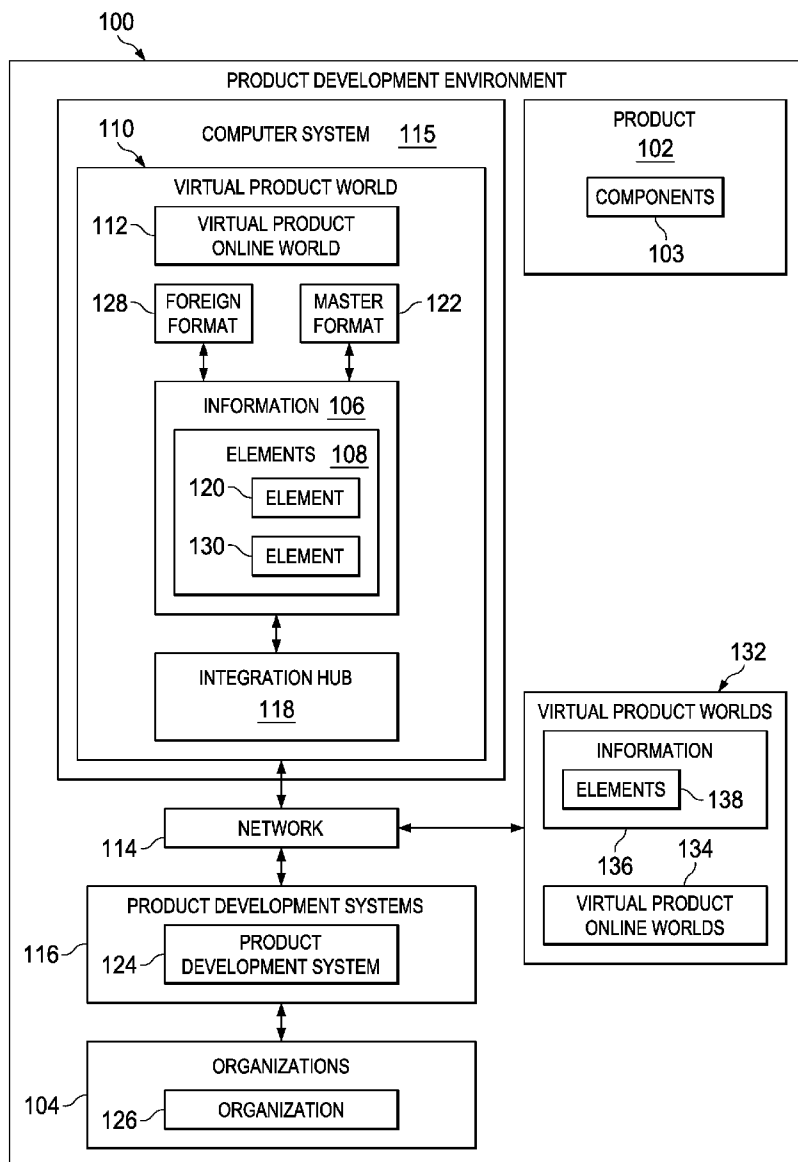 100
PRODUCT DEVELOPMENT ENVIRONMENT
COMPUTER SYSTEM 115
110
VIRTUAL PRODUCT WORLD
112
VIRTUAL PRODUCT
ONLINE WORLD
128
FOREIGN
FORMAT
MASTER
FORMAT
122
INFORMATION 106
ELEMENTS 108
120
ELEMENT
130
ELEMENT
INTEGRATION HUB
118
PRODUCT
102
COMPONENTS
103
132
VIRTUAL PRODUCT WORLDS
INFORMATION
ELEMENTS
138
136
134
VIRTUAL PRODUCT
ONLINE WORLDS
NETWORK
114
PRODUCT DEVELOPMENT SYSTEMS
116
124
PRODUCT
DEVELOPMENT SYSTEM
ORGANIZATIONS
104
126
ORGANIZATION